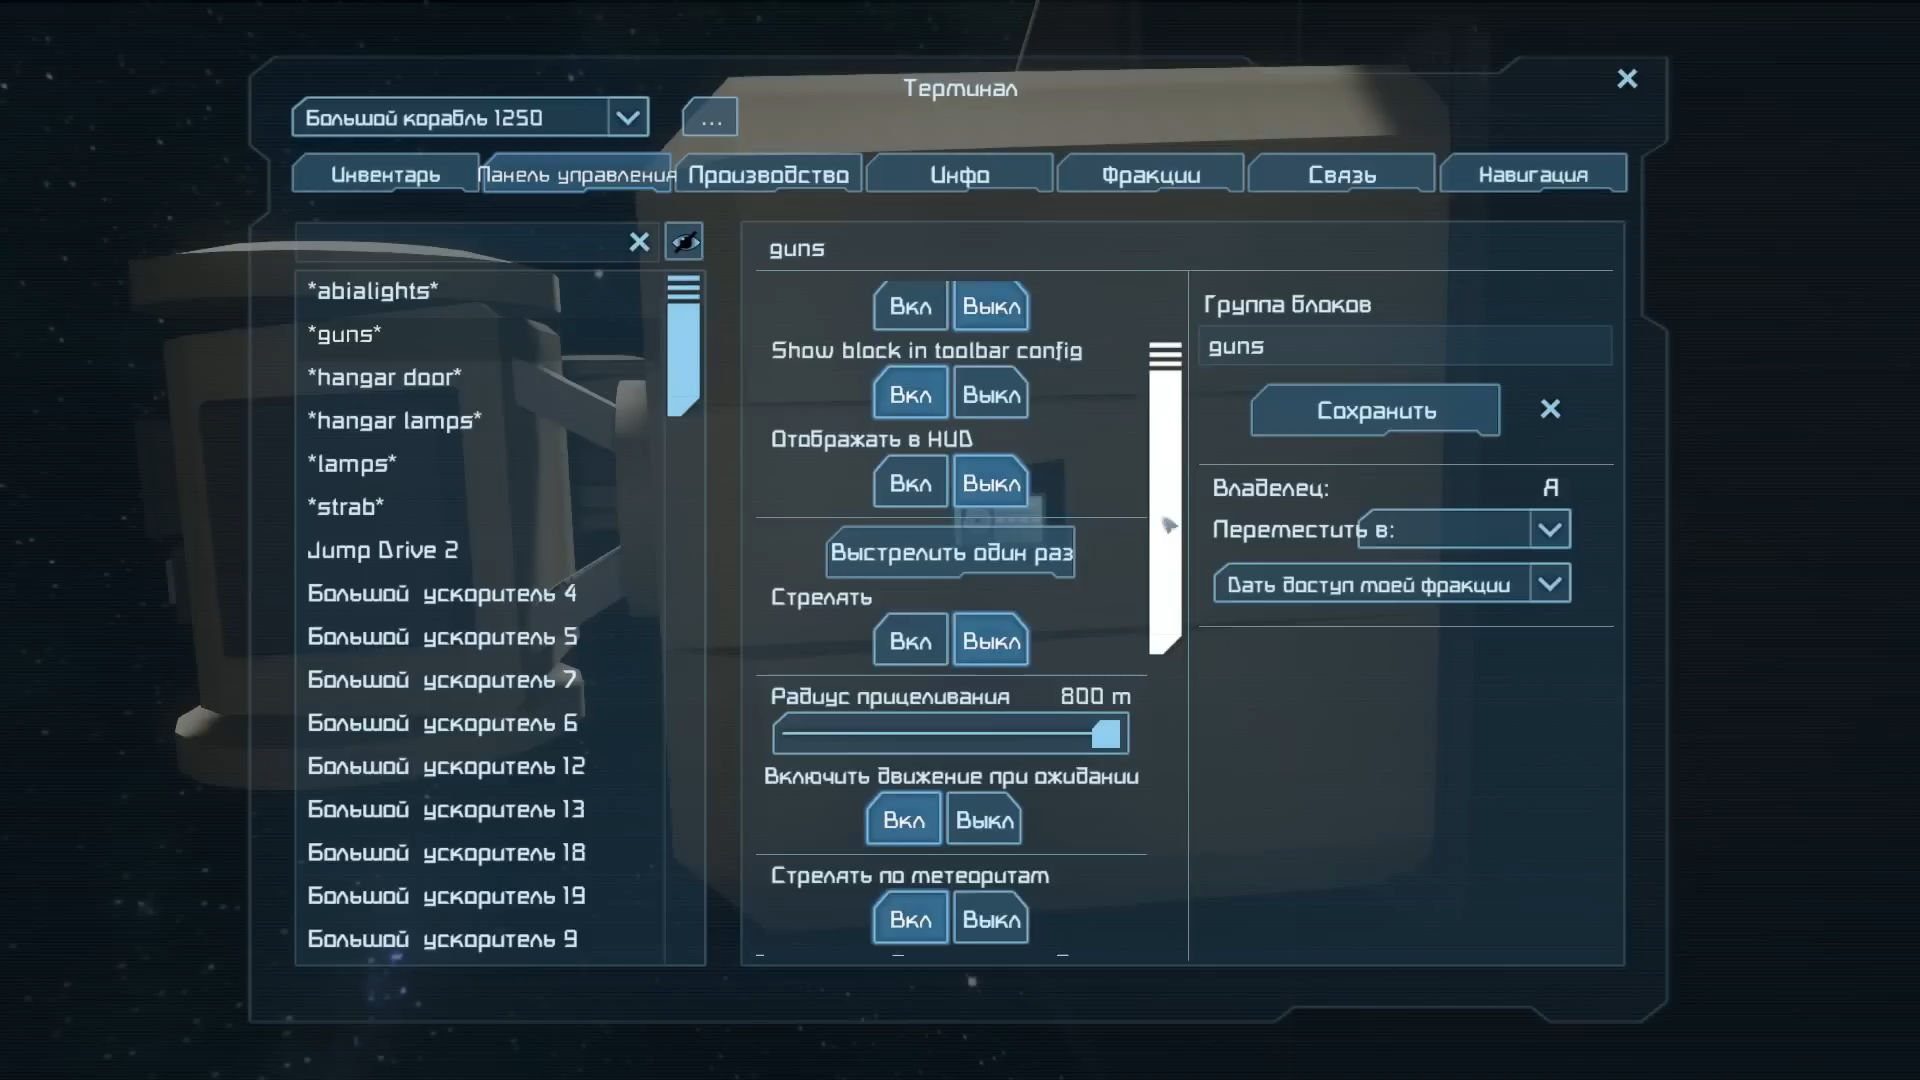 Терминал
Большой корабль 1250
...
Инвентарь
Панель управления
Производство
Инфо
Фракции
Связь
Навигация
*abialights*
*guns*
*hangar door*
*hangar lamps*
*lamps*
*strab*
Jump Drive 2
Большой ускоритель 4
Большой ускоритель 5
Большой ускоритель 7
Большой ускоритель 6
Большой ускоритель 12
Большой ускоритель 13
Большой ускоритель 18
Большой ускоритель 19
Большой ускоритель 9
guns
Вкл Выкл
Show block in toolbar config
Вкл Выкл
Отображать в HUD
Вкл Выкл
Выстрелить один раз
Стрелять
Вкл Выкл
Радиус прицеливания 800 m
Включить движение при ожидании
Вкл Выкл
Стрелять по метеоритам
Вкл Выкл
Группа блоков
guns
Сохранить
Владелец: Я
Переместить в:
Дать доступ моей фракции